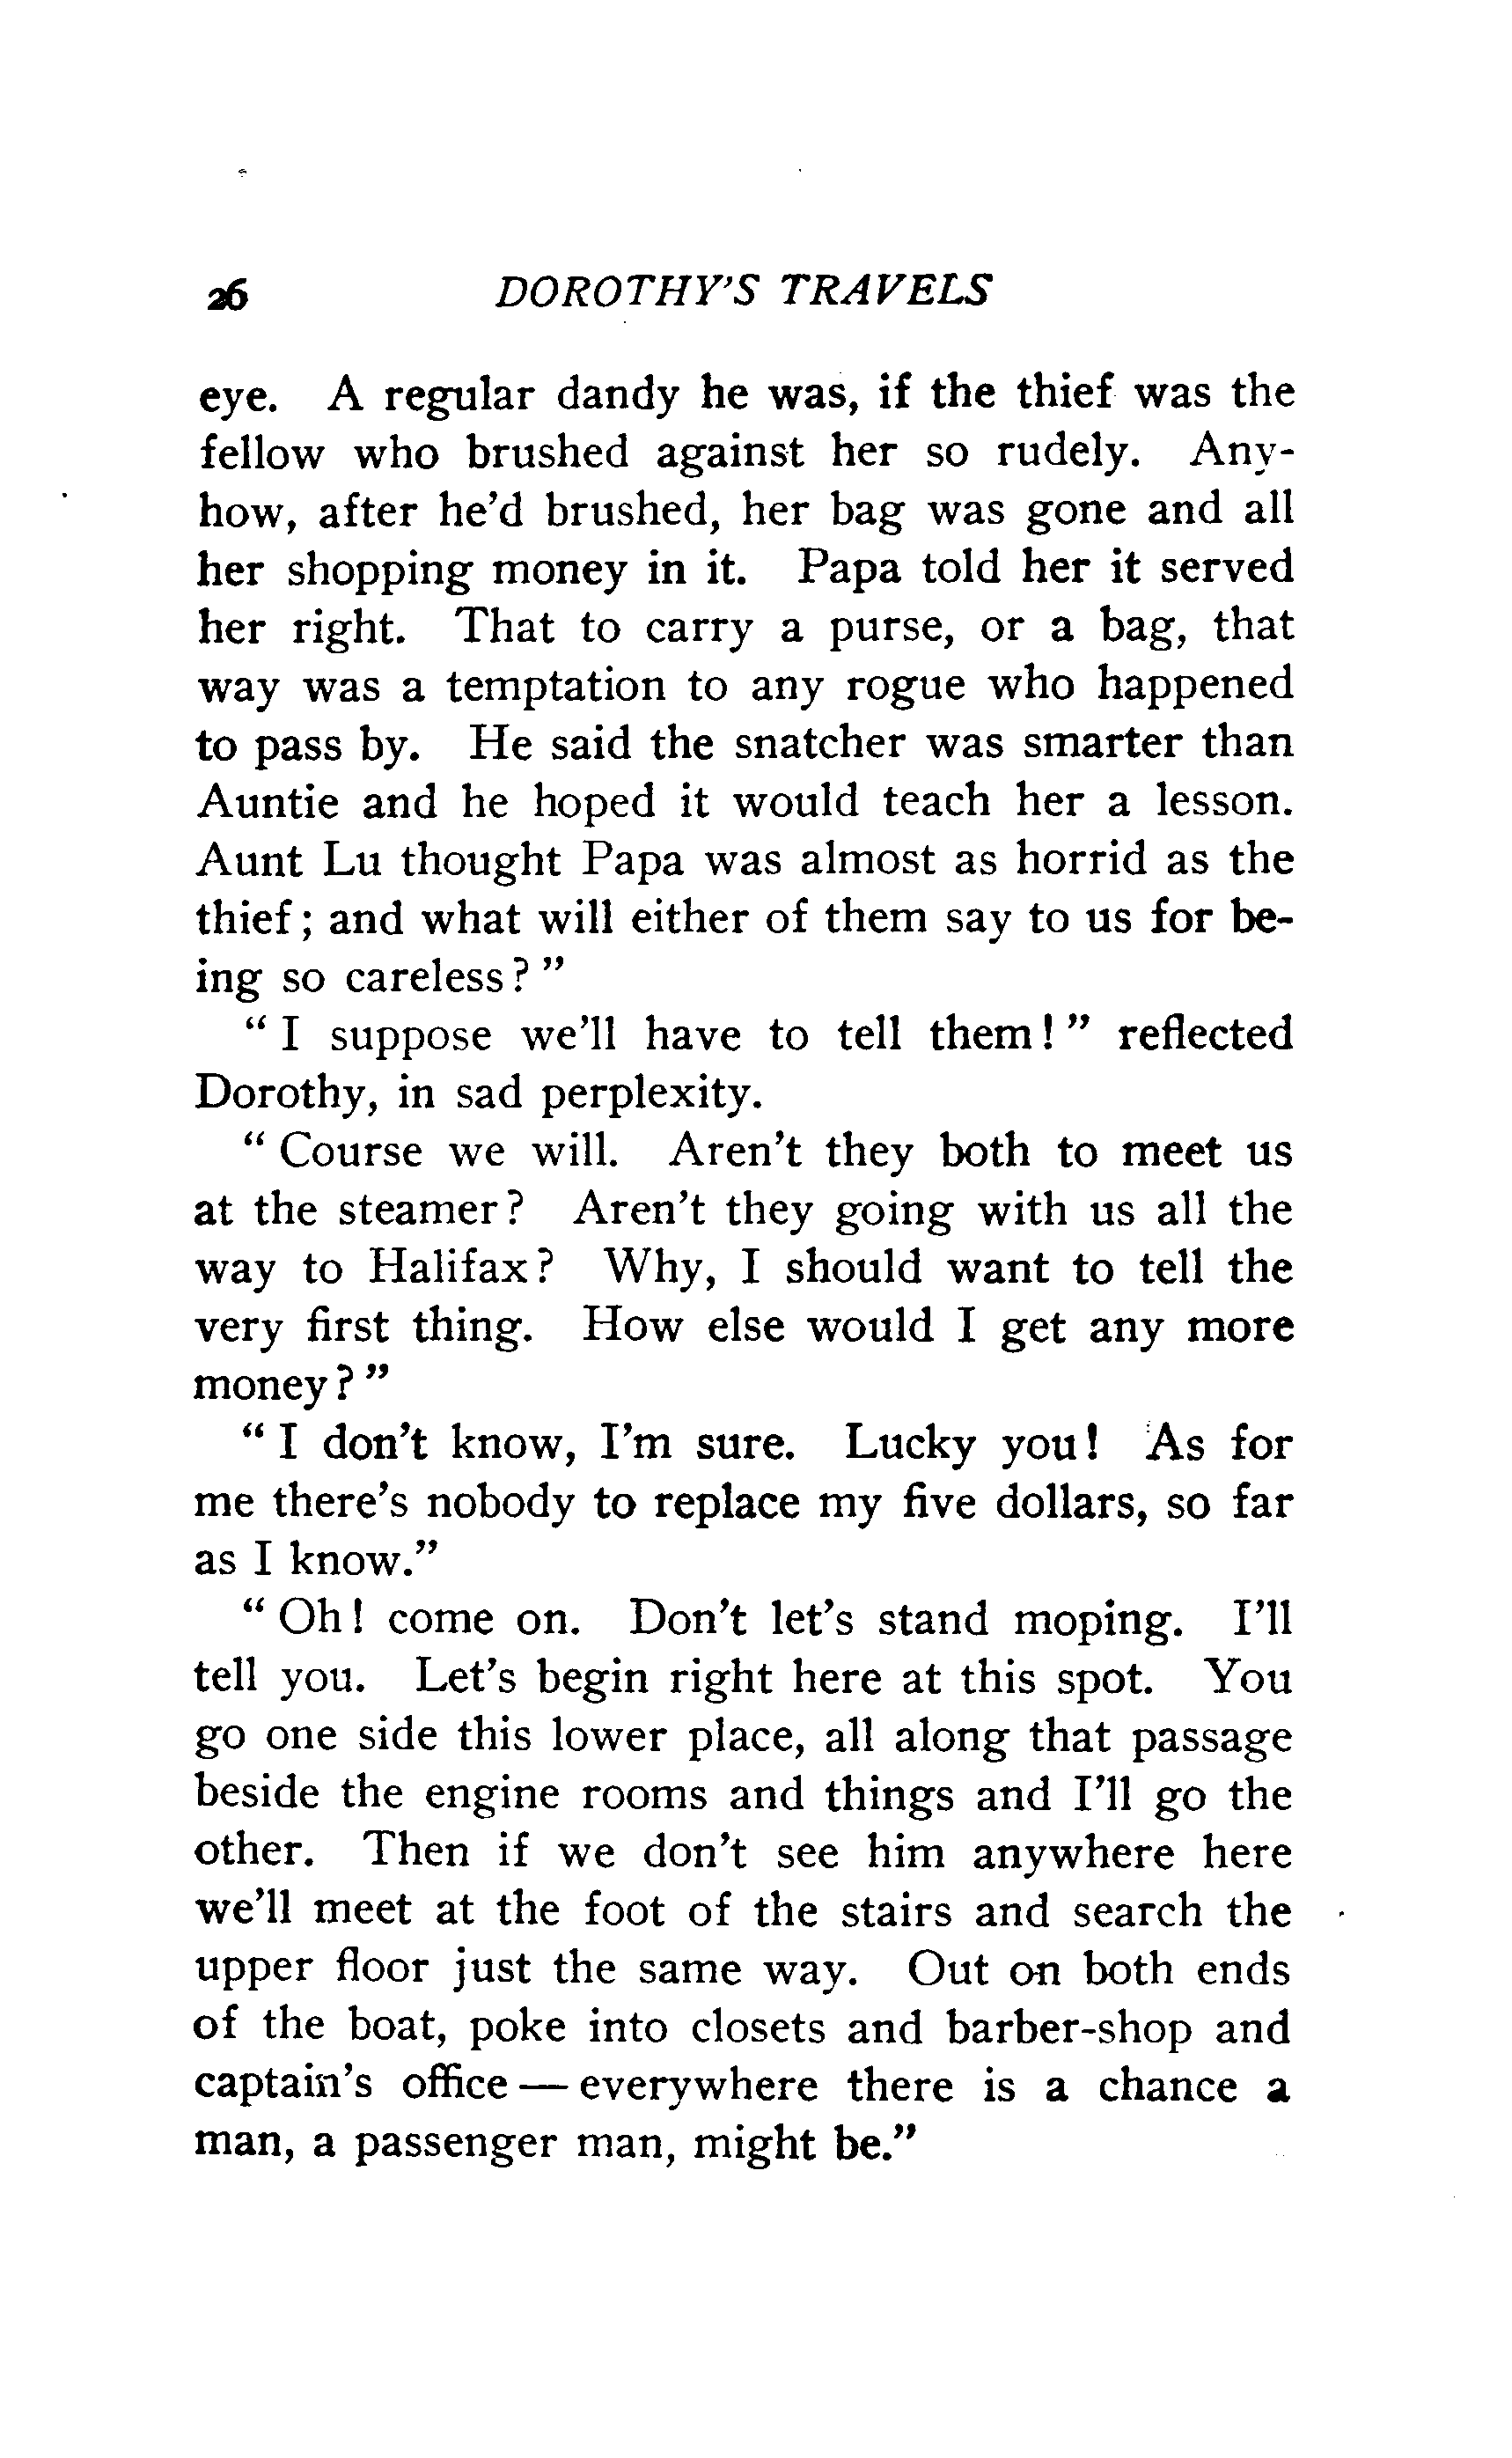 26 DOROTHY'S TRAVELS
eye. A regular dandy he was, if the thief was the
fellow who brushed against her so rudely. Any-
how, after he'd brushed, her bag was gone and all
her shopping money in it. Papa told her it served
her right. That to carry a purse, or a bag, that
way was a temptation to any rogue who happened
to pass by. He said the snatcher was smarter than
Auntie and he hoped it would teach her a lesson.
Aunt Lu thought Papa was almost as horrid as the
thief; and what will either of them say to us for be-
ing so careless?"
"I suppose we'll have to tell them!" reflected
Dorothy, in sad perplexity.
"Course we will. Aren't they both to meet us
at the steamer? Aren't they going with us all the
way to Halifax? Why, I should want to tell the
very first thing. How else would I get any more
money?"
"I don't know, I'm sure. Lucky you! As for
me there's nobody to replace my five dollars, so far
as I know."
"Oh! come on. Don't let's stand moping. I'll
tell you. Let's begin right here at this spot. You
go one side this lower place, all along that passage
beside the engine rooms and things and I'll go the
other. Then if we don't see him anywhere here
we'll meet at the foot of the stairs and search the
upper floor just the same way. Out on both ends
of the boat, poke into closets and barber-shop and
captain's office — everywhere there is a chance a
man, a passenger man, might be."